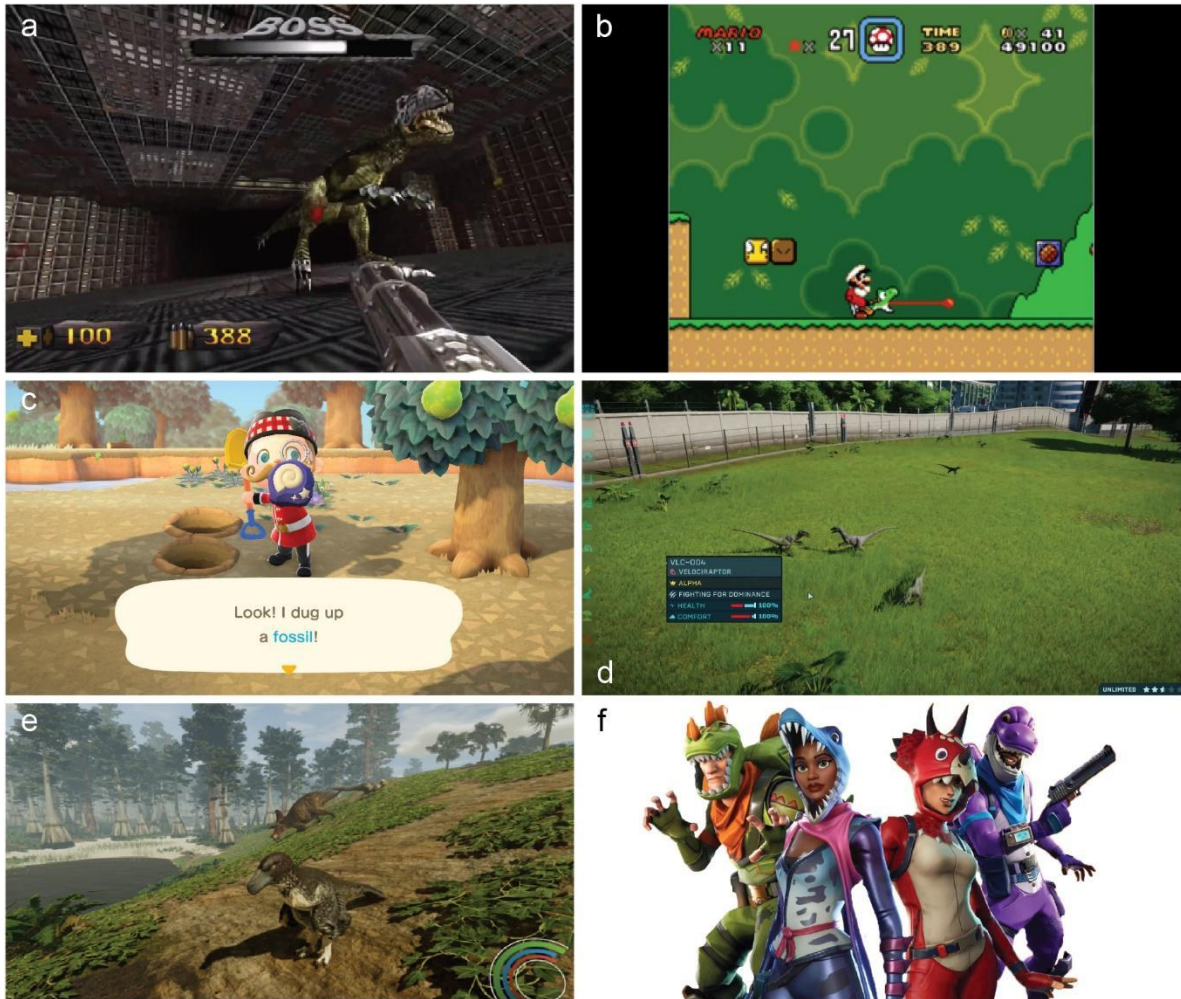 a
BOSS
100
388
b
MARIO
x11
x 27
TIME
389
x 41
49100
c
Look! I dug up
a fossil!
VLC-004
VELOCIRAPTOR
ALPHA
FIGHTING FOR DOMINANCE
HEALTH 100%
COMFORT 100%
d
UNLIMITED
e
f